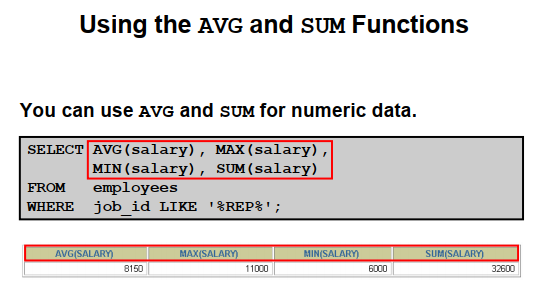 Using the AVG and SUM Functions
You can use AVG and SUM for numeric data.
SELECT AVG(salary), MAX(salary),
MIN(salary), SUM(salary)
FROM employees
WHERE job_id LIKE '%REP%';
AVG(SALARY) MAX(SALARY) MIN(SALARY) SUM(SALARY)
8150 11000 6000 32600